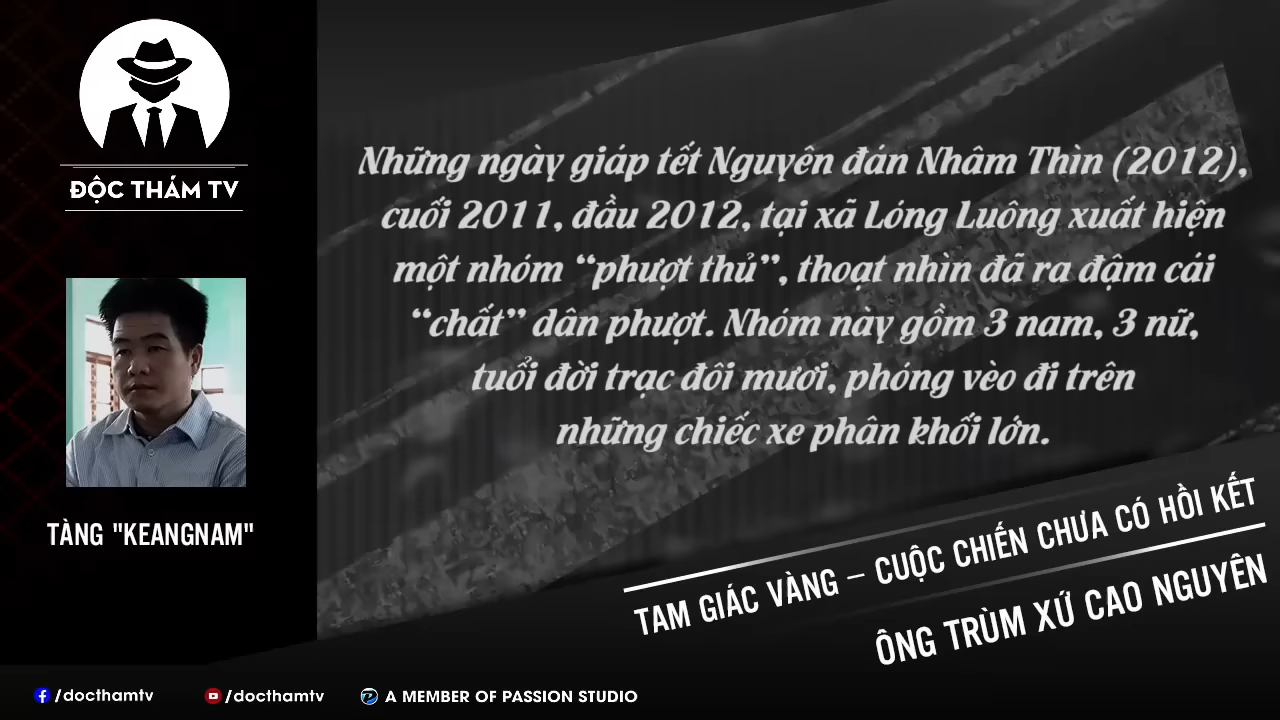 ĐỘC THÁM TV
TÀNG "KEANGNAM"
Những ngày giáp tết Nguyên đán Nhâm Thìn (2012),
cuối 2011, đầu 2012, tại xã Lóng Luông xuất hiện
một nhóm “phượt thủ”, thoạt nhìn đã ra đậm cái
“chất” dân phượt. Nhóm này gồm 3 nam, 3 nữ,
tuổi đời trạc đôi mươi, phóng vèo đi trên
những chiếc xe phân khối lớn.
TAM GIÁC VÀNG – CUỘC CHIẾN CHƯA CÓ HỒI KẾT
ÔNG TRÙM XỨ CAO NGUYÊN
/docthamtv
/docthamtv
A MEMBER OF PASSION STUDIO